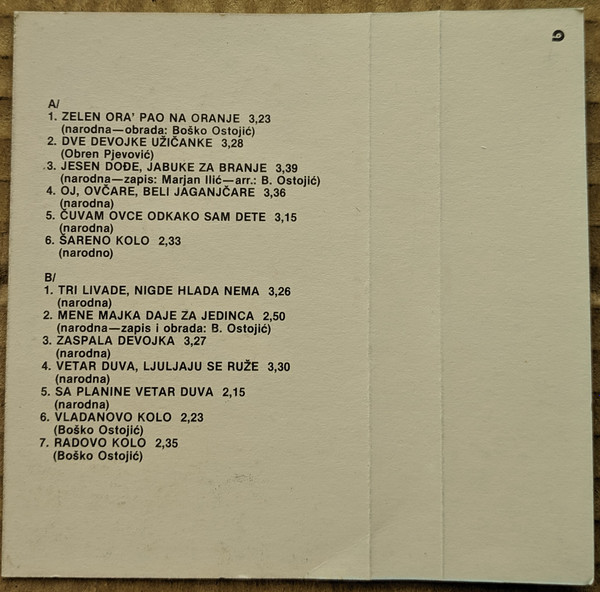 A/
1. ZELEN ORA' PAO NA ORANJE 3,23
(narodna—obrada: Boško Ostojić)
2. DVE DEVOJKE UŽIČANKE 3,28
(Obren Pjevović)
3. JESEN DOĐE, JABUKE ZA BRANJE 3,39
(narodna—zapis: Marjan Ilić—arr.: B. Ostojić)
4. OJ, OVČARE, BELI JAGANJČARE 3,36
(narodna)
5. ČUVAM OVCE ODKAKO SAM DETE 3,15
(narodna)
6. ŠARENO KOLO 2,33
(narodno)
B/
1. TRI LIVADE, NIGDE HLADA NEMA 3,26
(narodna)
2. MENE MAJKA DAJE ZA JEDINCA 2,50
(narodna—zapis i obrada: B. Ostojić)
3. ZASPALA DEVOJKA 3,27
(narodna)
4. VETAR DUVA, LJULJAJU SE RUŽE 3,30
(narodna)
5. SA PLANINE VETAR DUVA 2,15
(narodna)
6. VLADANOVO KOLO 2,23
(Boško Ostojić)
7. RADOVO KOLO 2,35
(Boško Ostojić)